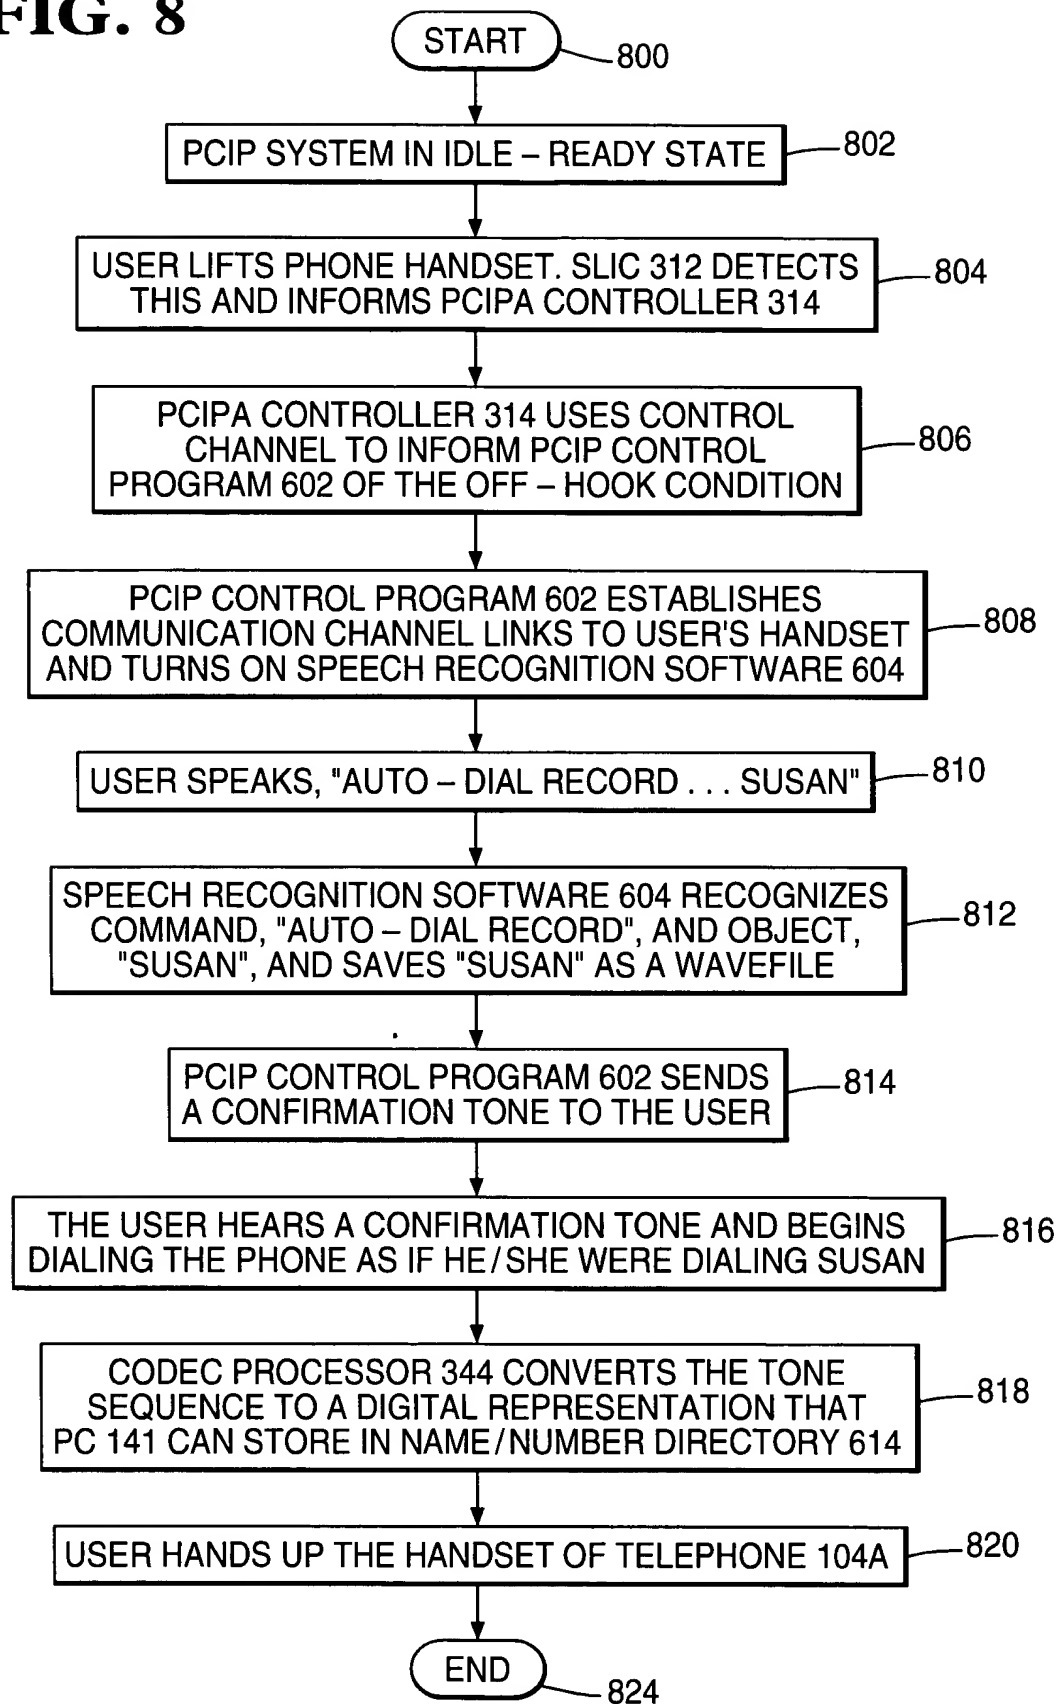 FIG. 8
START
800
PCIP SYSTEM IN IDLE – READY STATE
802
USER LIFTS PHONE HANDSET. SLIC 312 DETECTS
THIS AND INFORMS PCIPA CONTROLLER 314
804
PCIPA CONTROLLER 314 USES CONTROL
CHANNEL TO INFORM PCIP CONTROL
PROGRAM 602 OF THE OFF – HOOK CONDITION
806
PCIP CONTROL PROGRAM 602 ESTABLISHES
COMMUNICATION CHANNEL LINKS TO USER'S HANDSET
AND TURNS ON SPEECH RECOGNITION SOFTWARE 604
808
USER SPEAKS, "AUTO – DIAL RECORD . . . SUSAN"
810
SPEECH RECOGNITION SOFTWARE 604 RECOGNIZES
COMMAND, "AUTO – DIAL RECORD", AND OBJECT,
"SUSAN", AND SAVES "SUSAN" AS A WAVEFILE
812
PCIP CONTROL PROGRAM 602 SENDS
A CONFIRMATION TONE TO THE USER
814
THE USER HEARS A CONFIRMATION TONE AND BEGINS
DIALING THE PHONE AS IF HE/SHE WERE DIALING SUSAN
816
CODEC PROCESSOR 344 CONVERTS THE TONE
SEQUENCE TO A DIGITAL REPRESENTATION THAT
PC 141 CAN STORE IN NAME/NUMBER DIRECTORY 614
818
USER HANDS UP THE HANDSET OF TELEPHONE 104A
820
END
824